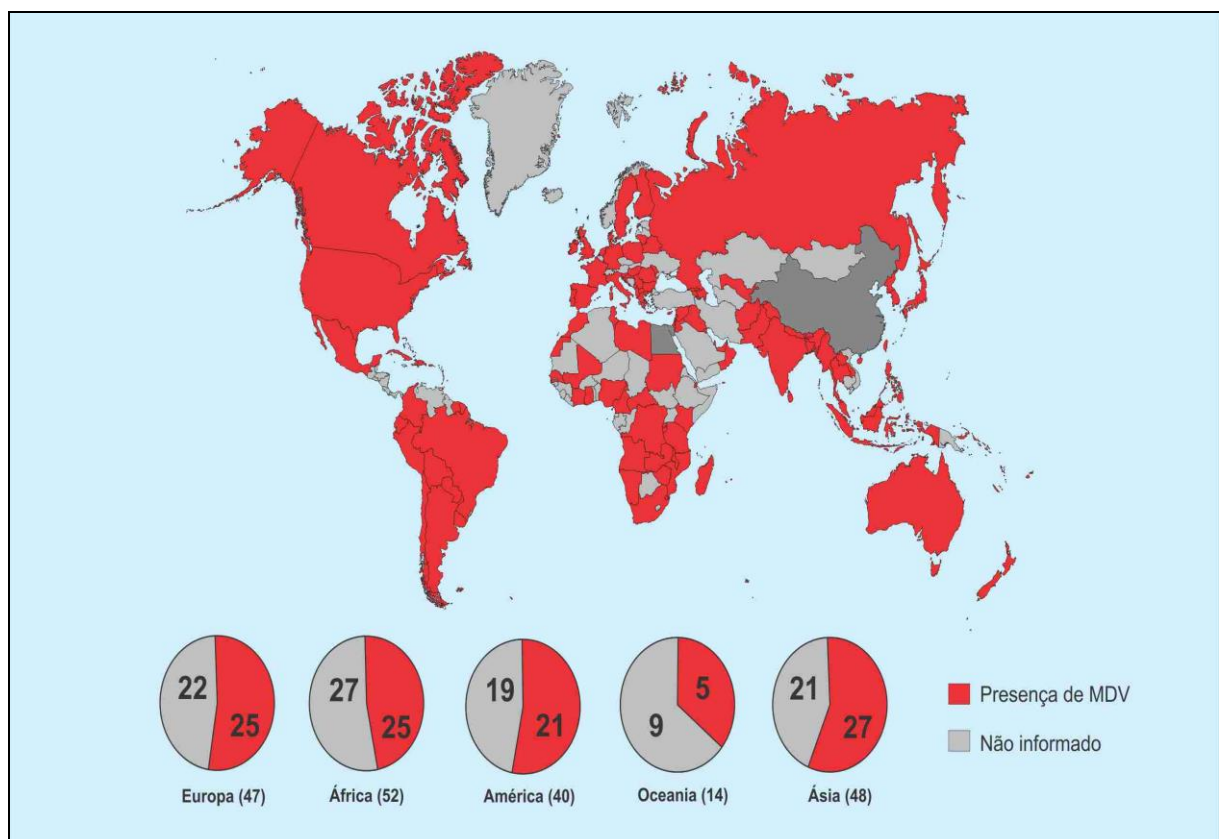 22
25
27
25
19
21
5
9
21
27
Presença de MDV
Não informado
Europa (47)
África (52)
América (40)
Oceania (14)
Ásia (48)